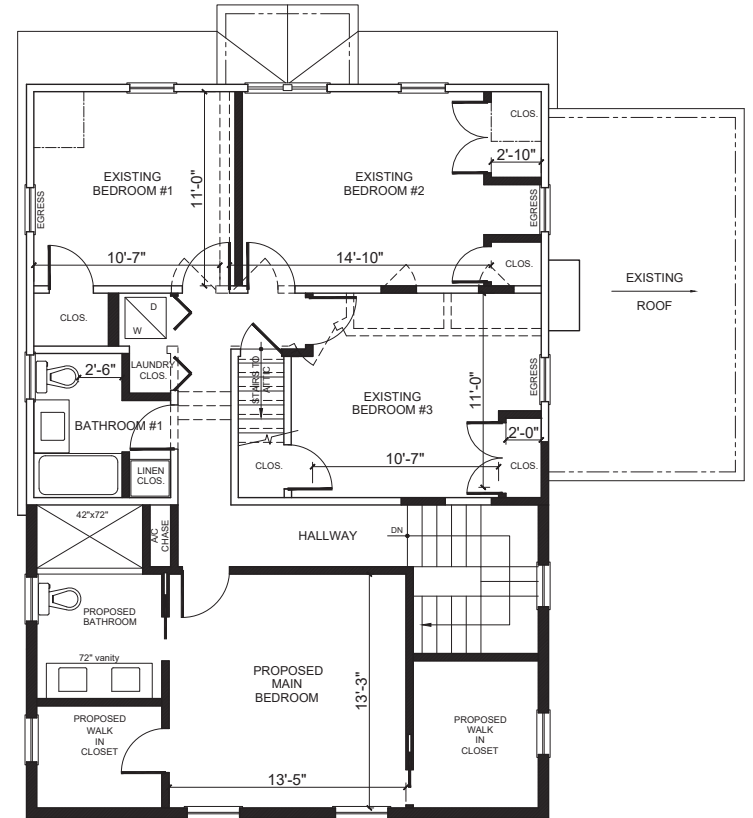 CLOS.
2'-10"
EXISTING
BEDROOM #1
11'-0"
EXISTING
BEDROOM #2
EGRESS
EGRESS
10'-7"
14'-10"
CLOS.
EXISTING
ROOF
CLOS.
D
W
LAUNDRY
CLOS.
2'-6"
STAIRS TO
ATTIC
EXISTING
BEDROOM #3
11'-0"
EGRESS
BATHROOM #1
2'-0"
CLOS.
10'-7"
CLOS.
LINEN
CLOS.
42"x72"
A/C
CHASE
HALLWAY
DN
PROPOSED
BATHROOM
72" vanity
PROPOSED
MAIN
BEDROOM
13'-3"
PROPOSED
WALK
IN
CLOSET
PROPOSED
WALK
IN
CLOSET
13'-5"